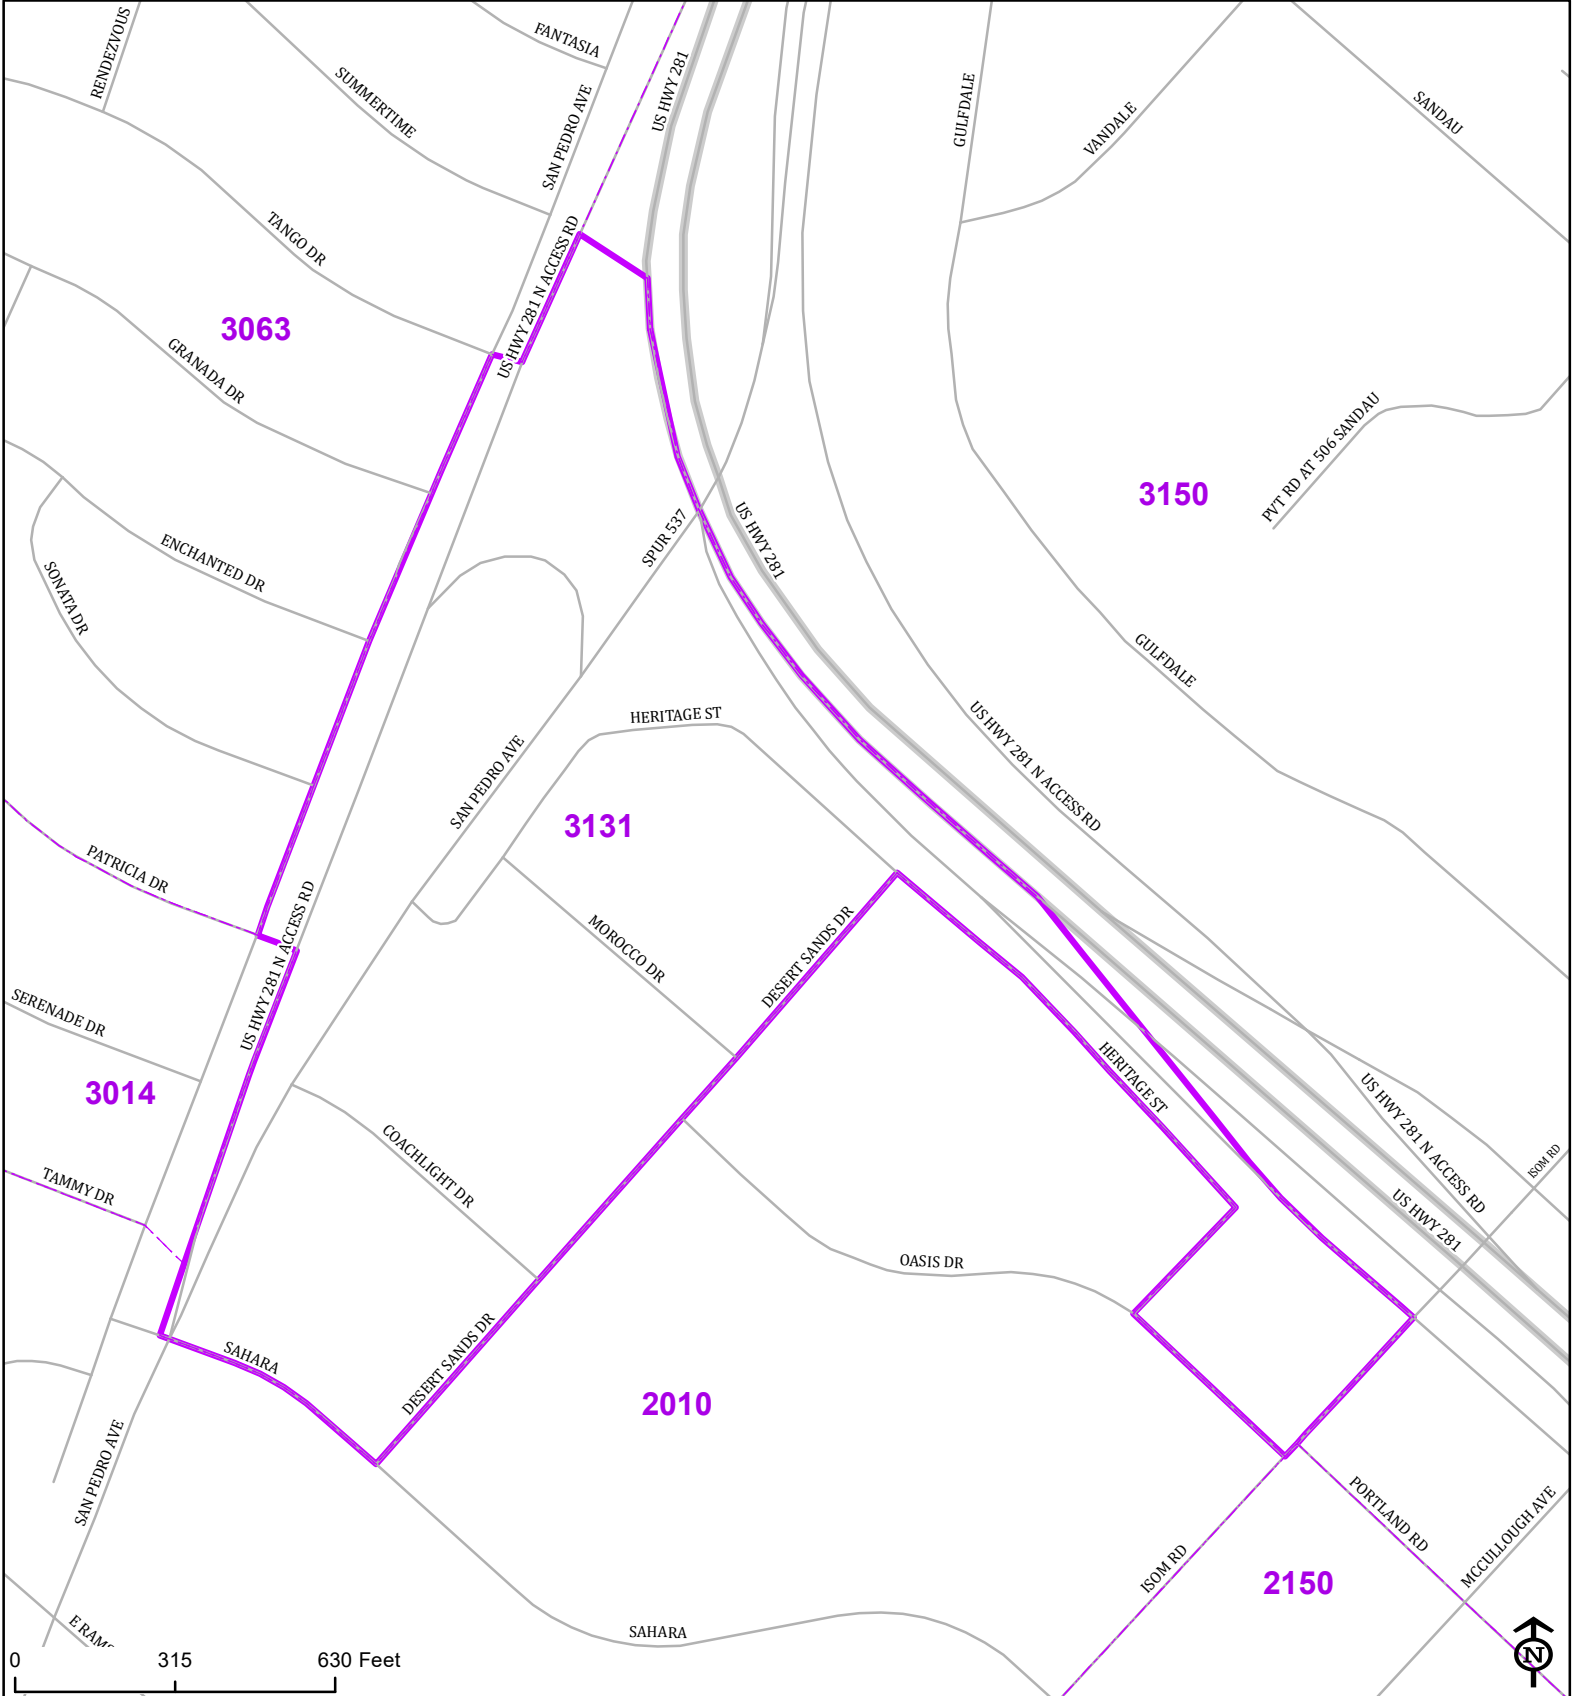 RENDEZVOUS
FANTASIA
SUMMERTIME
SAN PEDRO AVE
US HWY 281
GULFDALE
VANDALE
SANDAU
TANGO DR
US HWY 281 N ACCESS RD
3063
GRANADA DR
PVT RD AT 506 SANDAU
3150
ENCHANTED DR
SPUR 537
US HWY 281
SONATA DR
GULFDALE
HERITAGE ST
US HWY 281 N ACCESS RD
SAN PEDRO AVE
3131
PATRICIA DR
US HWY 281 N ACCESS RD
MOROCCO DR
DESERT SANDS DR
SERENADE DR
HERITAGE ST
3014
US HWY 281 N ACCESS RD
COACHLIGHT DR
ISOM RD
TAMMY DR
US HWY 281
OASIS DR
SAHARA
DESERT SANDS DR
2010
SAN PEDRO AVE
PORTLAND RD
MCCULLOUGH AVE
ISOM RD
2150
E RAMS
SAHARA
0 315 630 Feet
N